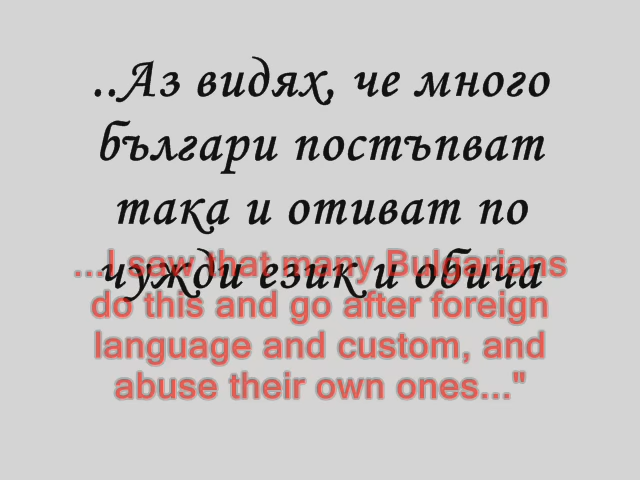 ..Аз видях, че много
българи постъпват
така и отиват по
чужди език и обича
...I saw that many Bulgarians
do this and go after foreign
language and custom, and
abuse their own ones..."